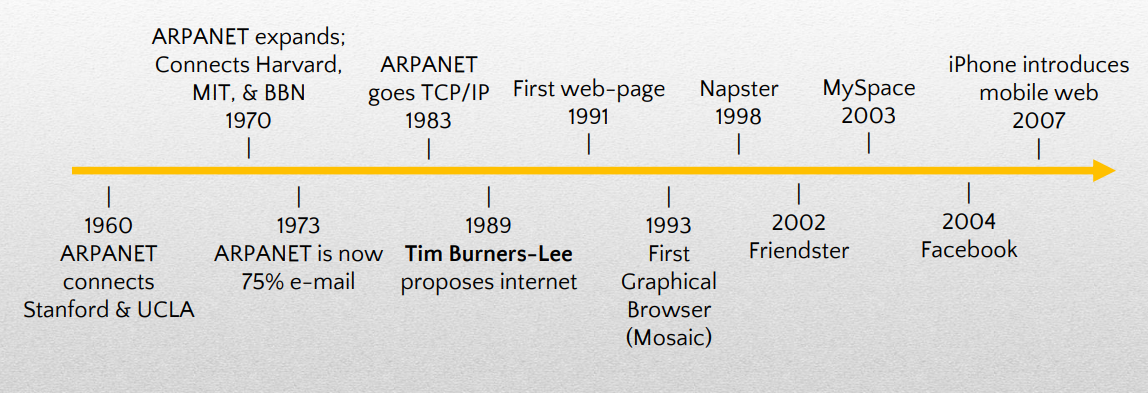 ARPANET expands;
Connects Harvard,
MIT, & BBN
1970
ARPANET
goes TCP/IP
1983
First web-page
1991
Napster
1998
MySpace
2003
iPhone introduces
mobile web
2007
1960
ARPANET
connects
Stanford & UCLA
1973
ARPANET is now
75% e-mail
1989
Tim Burners-Lee
proposes internet
1993
First
Graphical
Browser
(Mosaic)
2002
Friendster
2004
Facebook